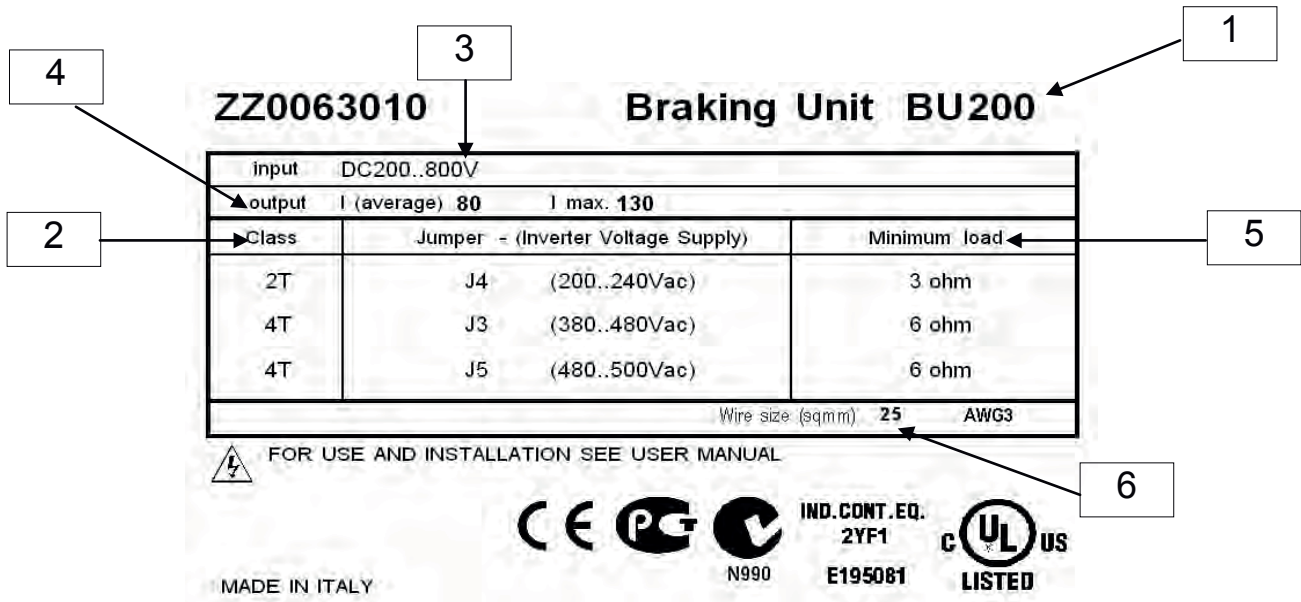 1
3
4
ZZ0063010 Braking Unit BU200
input DC200..800V
output I (average) 80 I max. 130
2 Class Jumper - (Inverter Voltage Supply) Minimum load 5
2T J4 (200..240Vac) 3 ohm
4T J3 (380..480Vac) 6 ohm
4T J5 (480..500Vac) 6 ohm
Wire size (sqmm) 25 AWG3
FOR USE AND INSTALLATION SEE USER MANUAL
6
CE PG IND.CONT.EQ.
2YF1 C UL US
N990 E195081 LISTED
MADE IN ITALY